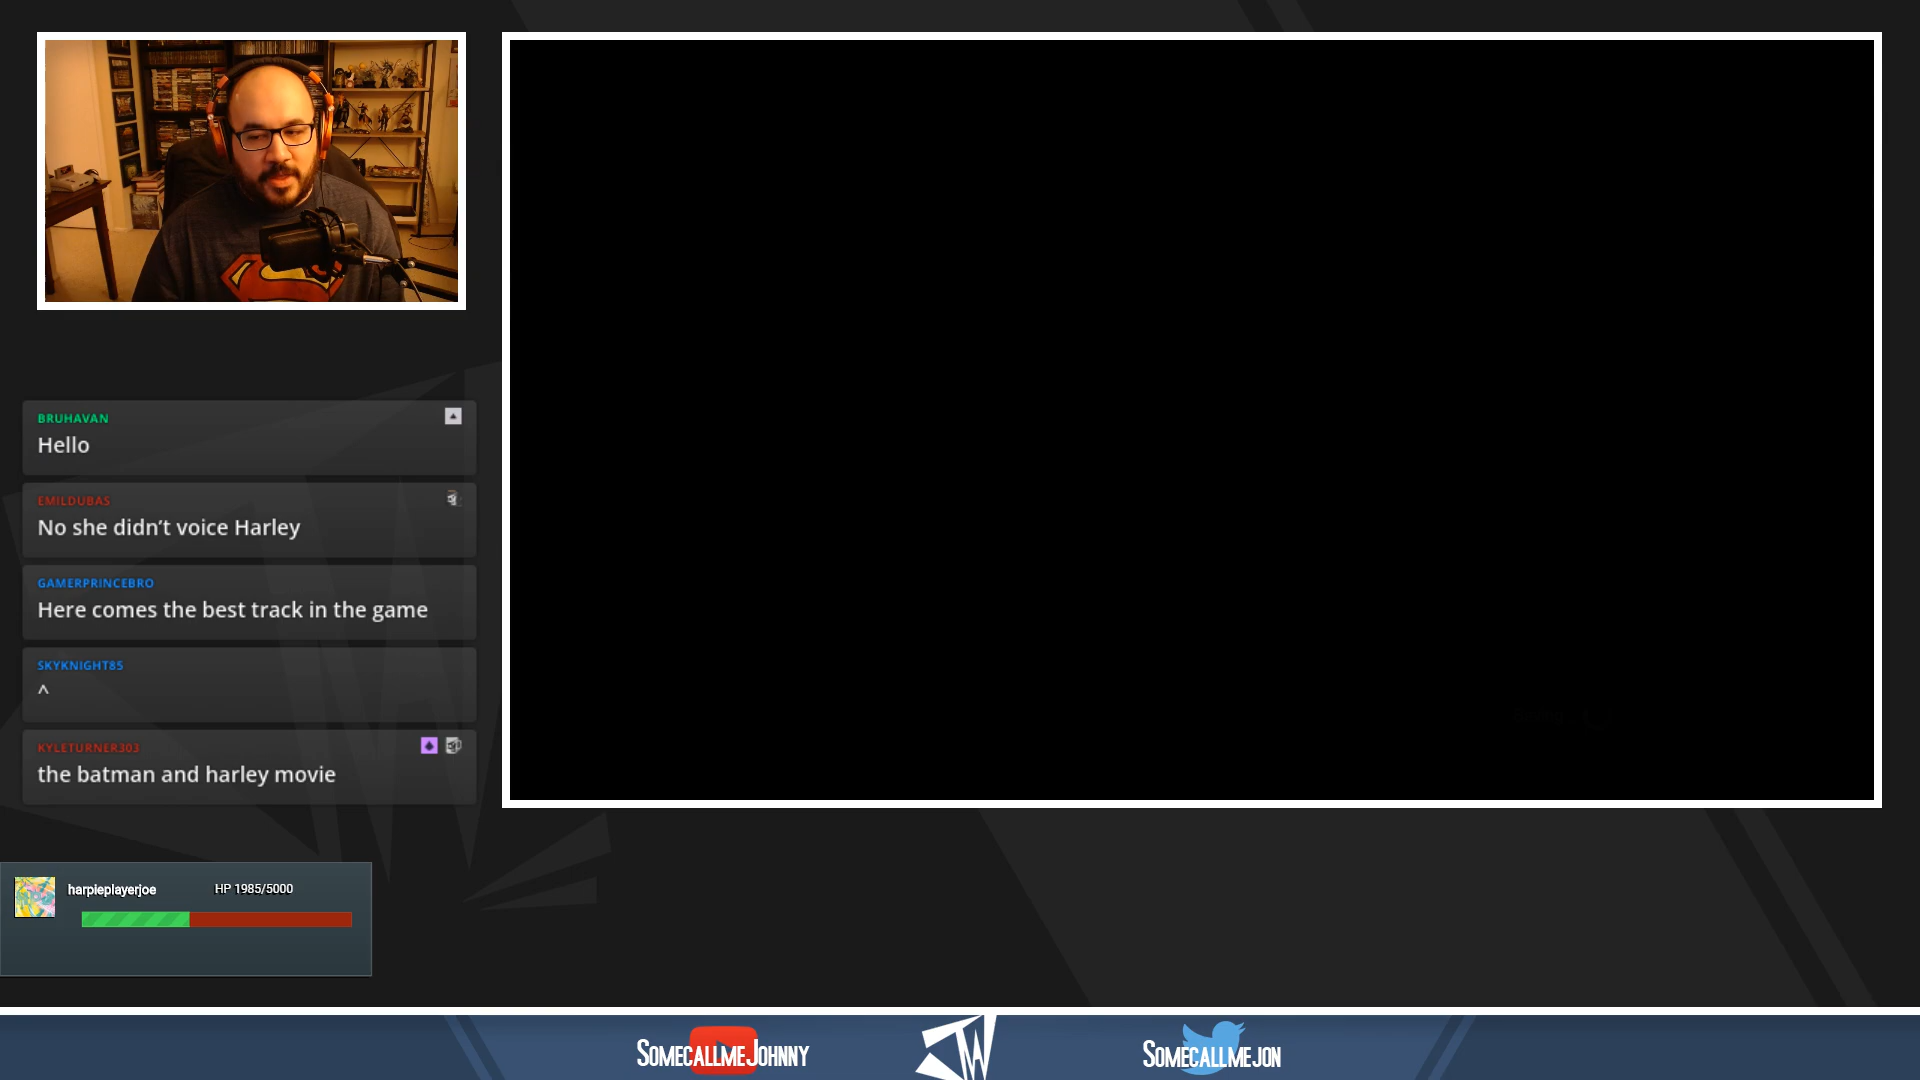 BRUHAVAN
Hello
EMILDUBAS
No she didn’t voice Harley
GAMERPRINCEBRO
Here comes the best track in the game
SKYKNIGHT85
^
KYLETURNER303
the batman and harley movie
harpieplayerjoe HP 1985/5000
SOMECALLMEJOHNNY
SOMECALLMEJON